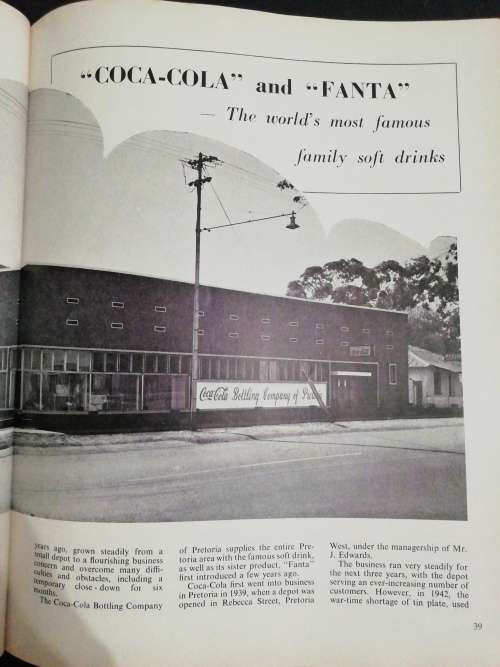 “COCA-COLA” and “FANTA”
— The world's most famous
family soft drinks
Coca-Cola Bottling Company of
years ago, grown steadily from a
small depot to a flourishing business
concern and overcome many diffi-
culties and obstacles, including a
temporary close-down for six
months.
The Coca-Cola Bottling Company
of Pretoria supplies the entire Pre-
toria area with the famous soft drink,
as well as its sister product, “Fanta”
first introduced a few years ago.
Coca-Cola first went into business
in Pretoria in 1939, when a depot was
opened in Rebecca Street, Pretoria
West, under the managership of Mr.
J. Edwards.
The business ran very steadily for
the next three years, with the depot
serving an ever-increasing number of
customers. However, in 1942, the
war-time shortage of tin plate, used
39